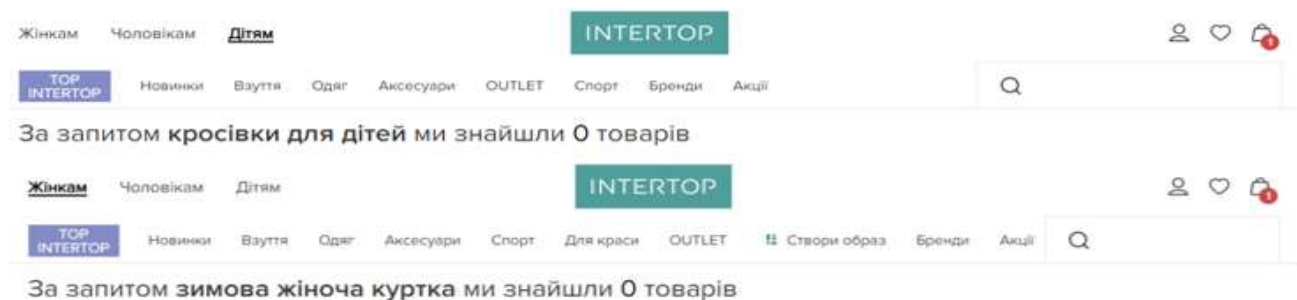 Жінкам Чоловікам Дітям INTERTOP 1
TOP INTERTOP Новинки Взуття Одяг Аксесуари OUTLET Спорт Бренди Акції
За запитом кросівки для дітей ми знайшли 0 товарів
Жінкам Чоловікам Дітям INTERTOP 1
TOP INTERTOP Новинки Взуття Одяг Аксесуари Спорт Для краси OUTLET Створи образ Бренди Акції
За запитом зимова жіноча куртка ми знайшли 0 товарів